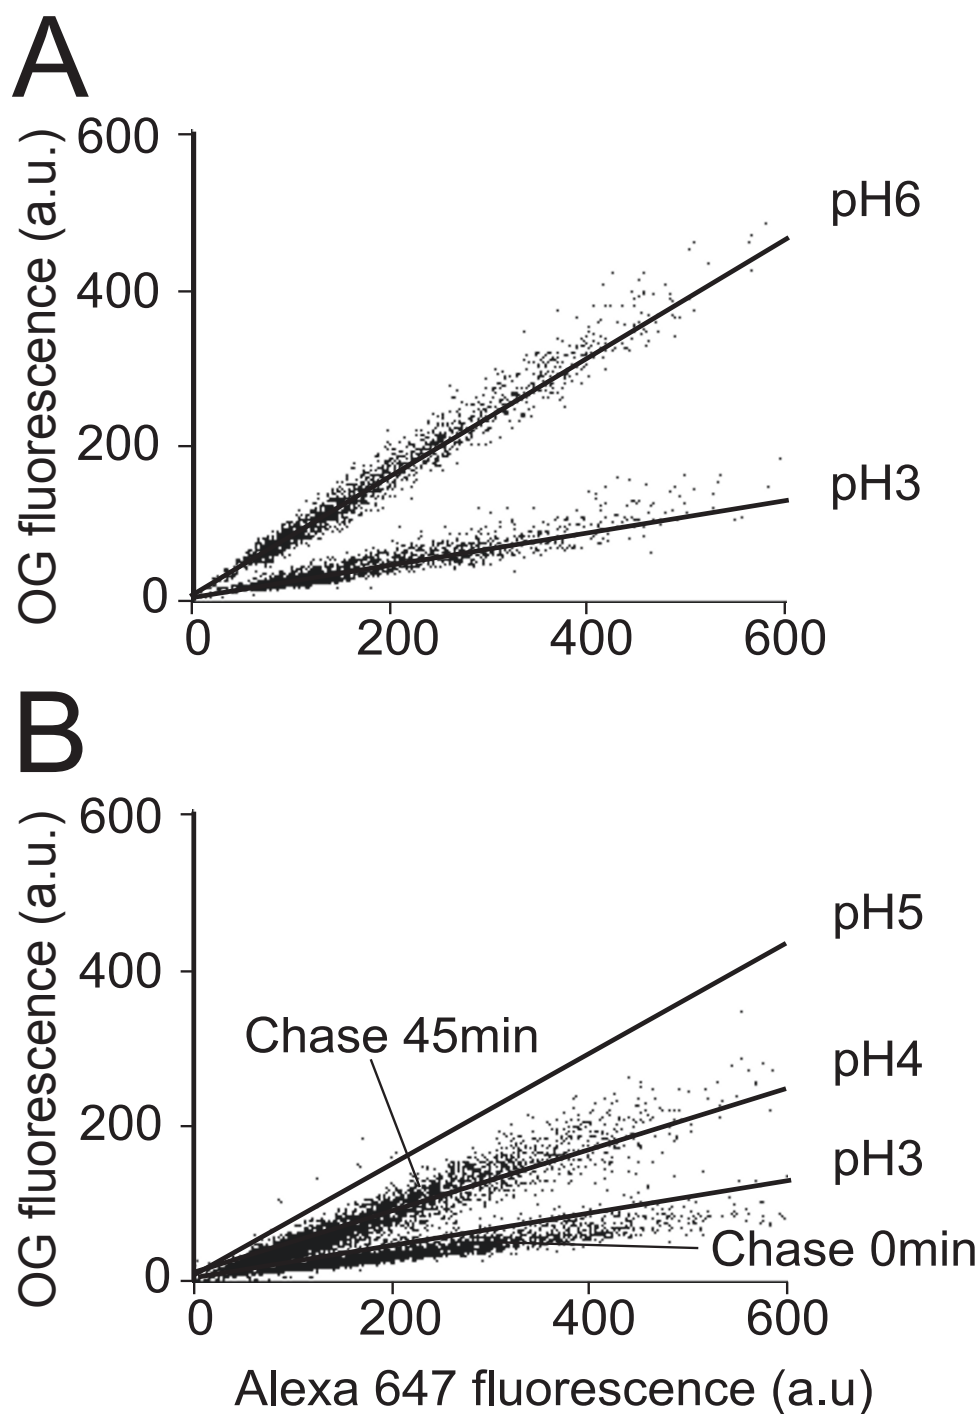 A
OG fluorescence (a.u.)
600
400
200
0
pH6
pH3
0 200 400 600
B
OG fluorescence (a.u.)
600
400
200
0
pH5
Chase 45min
pH4
pH3
Chase 0min
0 200 400 600
Alexa 647 fluorescence (a.u)